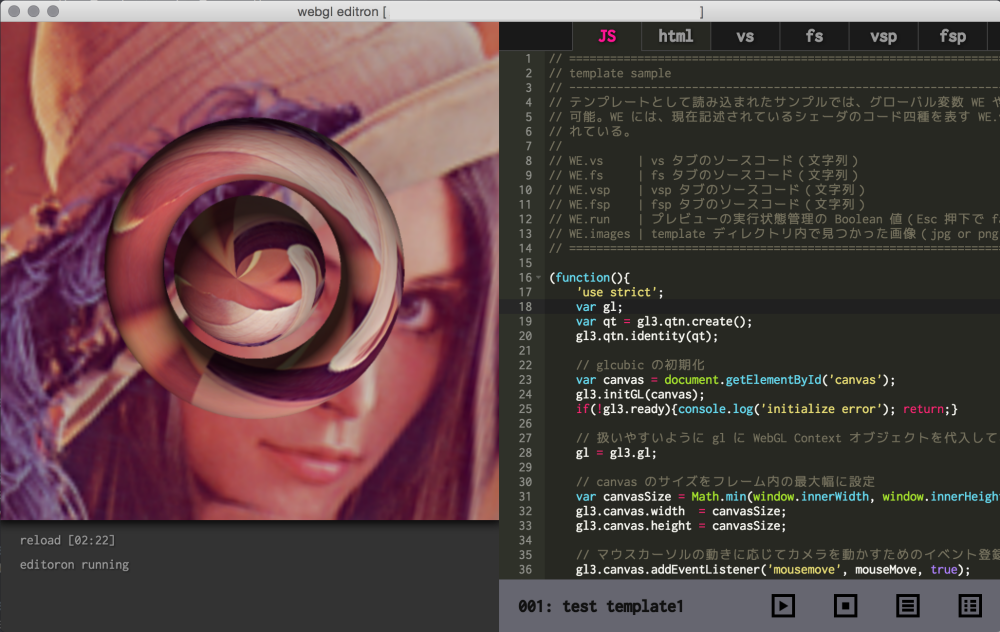 webgl editron [ ]
JS html vs fs vsp fsp
1 // ==================================================================
2 // template sample
3 // ------------------------------------------------------------------
4 // テンプレートとして読み込まれたサンプルでは、グローバル変数 WE や
5 // 可能。WE には、現在記述されているシェーダのコード四種を表す WE.
6 // れている。
7 //
8 // WE.vs     | vs タブのソースコード ( 文字列 )
9 // WE.fs     | fs タブのソースコード ( 文字列 )
10 // WE.vsp    | vsp タブのソースコード ( 文字列 )
11 // WE.fsp    | fsp タブのソースコード ( 文字列 )
12 // WE.run    | プレビューの実行状態管理の Boolean 値 ( Esc 押下で f
13 // WE.images | template ディレクトリ内で見つかった画像 ( jpg or png
14 // ==================================================================
15
16 (function(){
17     'use strict';
18     var gl;
19     var qt = gl3.qtn.create();
20     gl3.qtn.identity(qt);
21
22     // glcubic の初期化
23     var canvas = document.getElementById('canvas');
24     gl3.initGL(canvas);
25     if(!gl3.ready){console.log('initialize error'); return;}
26
27     // 扱いやすいように gl に WebGL Context オブジェクトを代入して
28     gl = gl3.gl;
29
30     // canvas のサイズをフレーム内の最大幅に設定
31     var canvasSize = Math.min(window.innerWidth, window.innerHeigh
32     gl3.canvas.width  = canvasSize;
33     gl3.canvas.height = canvasSize;
34
35     // マウスカーソルの動きに応じてカメラを動かすためのイベント登録
36     gl3.canvas.addEventListener('mousemove', mouseMove, true);
reload [02:22]
editoron running
001: test template1